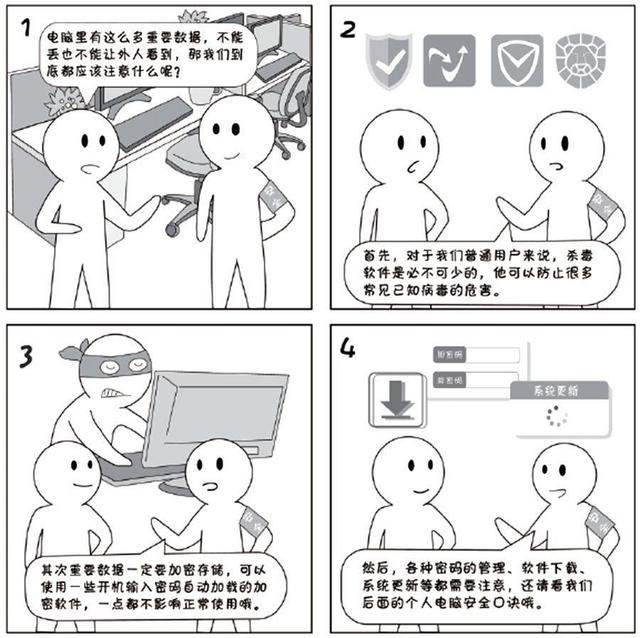 1
电脑里有这么多重要数据，不能
丢也不能让外人看到，那我们到
底都应该注意什么呢？
2
首先，对于我们普通用户来说，杀毒
软件是必不可少的，他可以防止很多
常见已知病毒的危害。
3
其次重要数据一定要加密存储，可以
使用一些开机输入密码自动加载的加
密软件，一点都不影响正常使用哦。
4
新密码
系统更新
然后，各种密码的管理、软件下载、
系统更新等都需要注意，还请看我们
后面的个人电脑安全口诀哦。